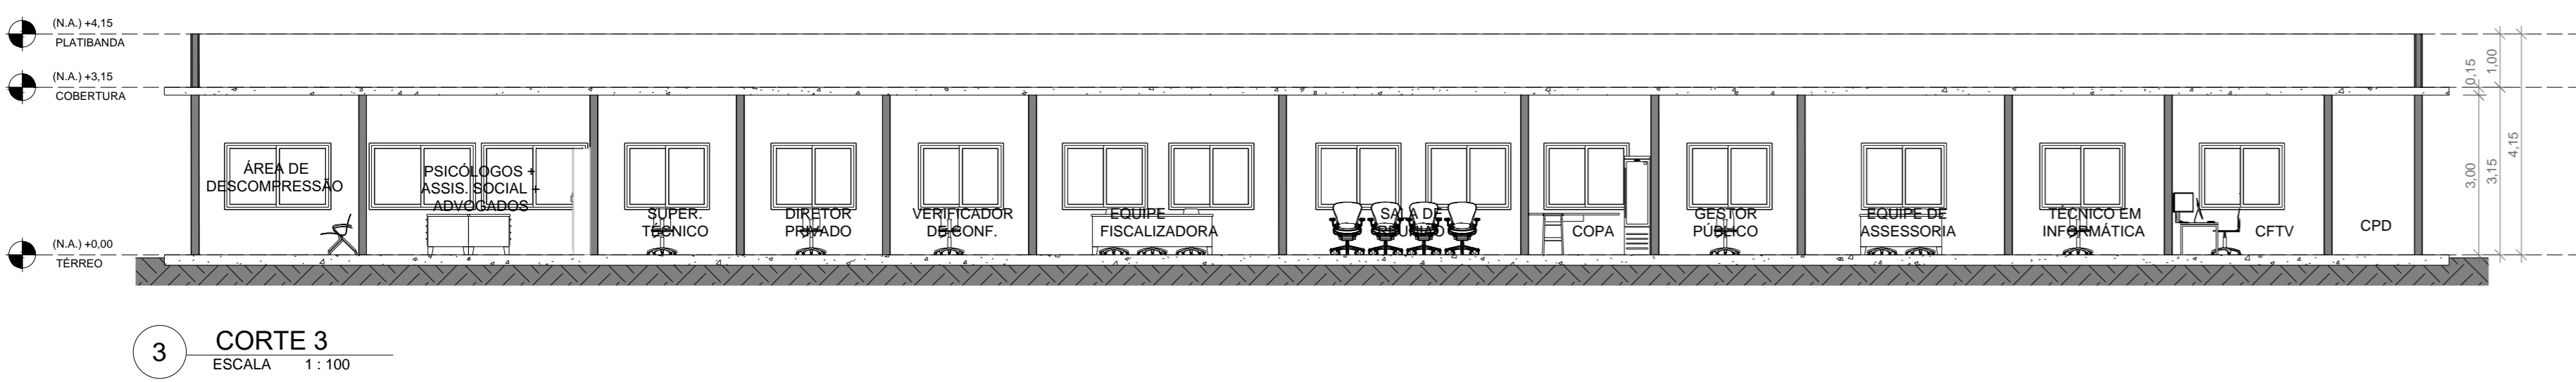 (N.A.) +4,15
PLATIBANDA
(N.A.) +3,15
COBERTURA
(N.A.) +0,00
TÉRREO
ÁREA DE
DESCOMPRESSÃO
PSICÓLOGOS +
ASSIS. SOCIAL +
ADVOGADOS
SUPER.
TÉCNICO
DIRETOR
PRIVADO
VERIFICADOR
DE CONF.
EQUIPE
FISCALIZADORA
SALA DE
REUNIÃO
COPA
GESTOR
PÚBLICO
EQUIPE DE
ASSESSORIA
TÉCNICO EM
INFORMÁTICA
CFTV
CPD
0,15
1,00
3,00
3,15
4,15
3
CORTE 3
ESCALA 1 : 100